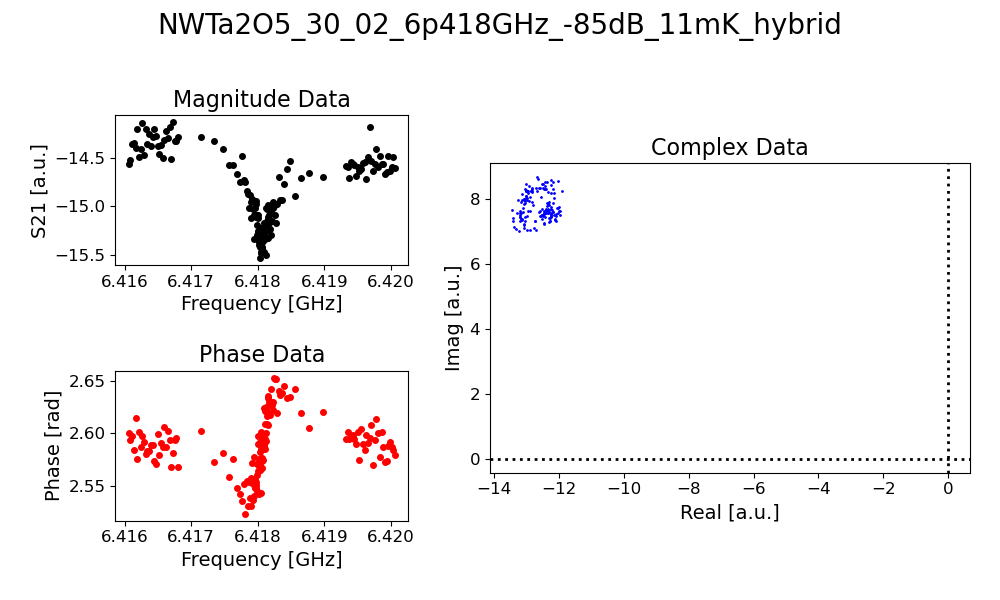 NWTa2O5_30_02_6p418GHz_-85dB_11mK_hybrid
Magnitude Data
S21 [a.u.]
−14.5
−15.0
−15.5
6.416 6.417 6.418 6.419 6.420
Frequency [GHz]
Phase Data
Phase [rad]
2.65
2.60
2.55
6.416 6.417 6.418 6.419 6.420
Frequency [GHz]
Complex Data
Imag [a.u.]
8
6
4
2
0
−14 −12 −10 −8 −6 −4 −2 0
Real [a.u.]